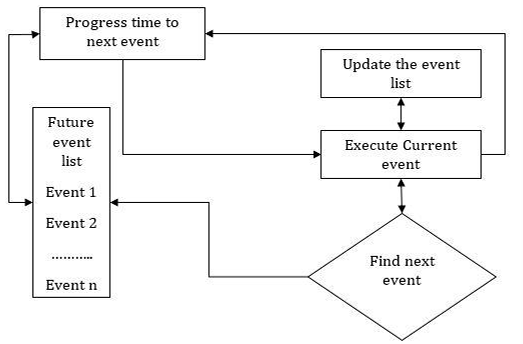 Progress time to
next event
Update the event
list
Future
event
list
Event 1
Event 2
...........
Event n
Execute Current
event
Find next
event